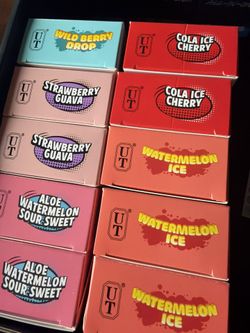 UT
WILD BERRY
DROP
UT
COLA ICE
CHERRY
UT
STRAWBERRY
GUAVA
UT
COLA ICE
CHERRY
UT
STRAWBERRY
GUAVA
UT
WATERMELON
ICE
UT
ALOE
WATERMELON
SOUR SWEET
UT
WATERMELON
ICE
UT
ALOE
WATERMELON
SOUR SWEET
UT
WATERMELON
ICE